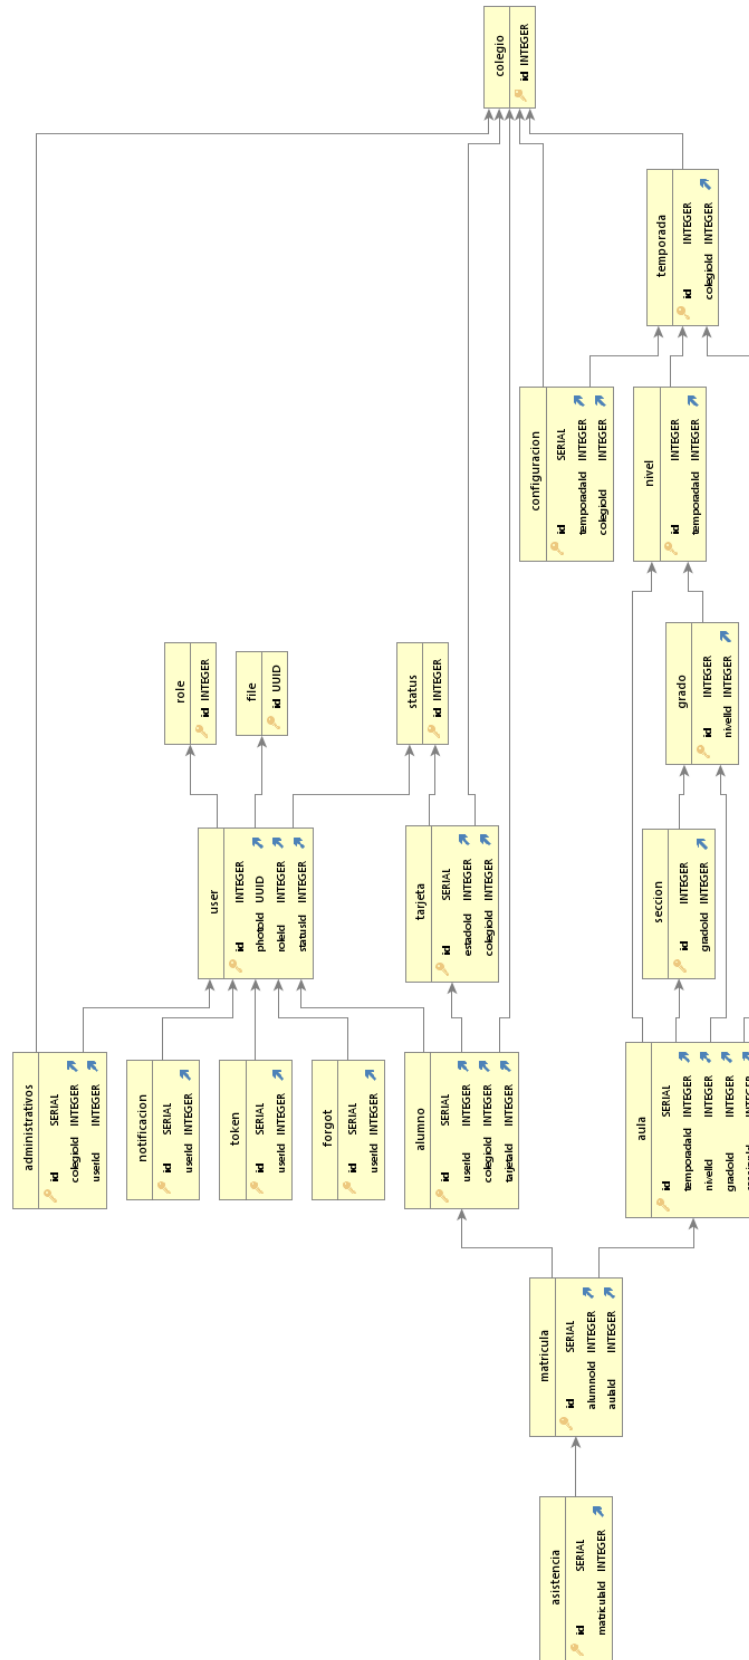 colegio
id INTEGER
temporada
id INTEGER
colegioId INTEGER
configuracion
id SERIAL
temporadaId INTEGER
colegioId INTEGER
nivel
id INTEGER
temporadaId INTEGER
role
id INTEGER
file
id UUID
status
id INTEGER
grado
id INTEGER
nivelId INTEGER
user
id INTEGER
photoId UUID
roleId INTEGER
statusId INTEGER
tarjeta
id SERIAL
estadoId INTEGER
colegioId INTEGER
seccion
id INTEGER
gradoId INTEGER
administrativos
id SERIAL
colegioId INTEGER
userId INTEGER
notificacion
id SERIAL
userId INTEGER
token
id SERIAL
userId INTEGER
forgot
id SERIAL
userId INTEGER
alumno
id SERIAL
userId INTEGER
colegioId INTEGER
tarjetaId INTEGER
aula
id SERIAL
temporadaId INTEGER
nivelId INTEGER
gradoId INTEGER
INTEGER
matricula
id SERIAL
alumnoId INTEGER
aulaId INTEGER
asistencia
id SERIAL
matriculaId INTEGER